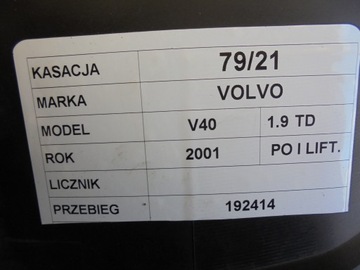 KASACJA 79/21
MARKA VOLVO
MODEL V40 1.9 TD
ROK 2001 PO I LIFT.
LICZNIK
PRZEBIEG 192414